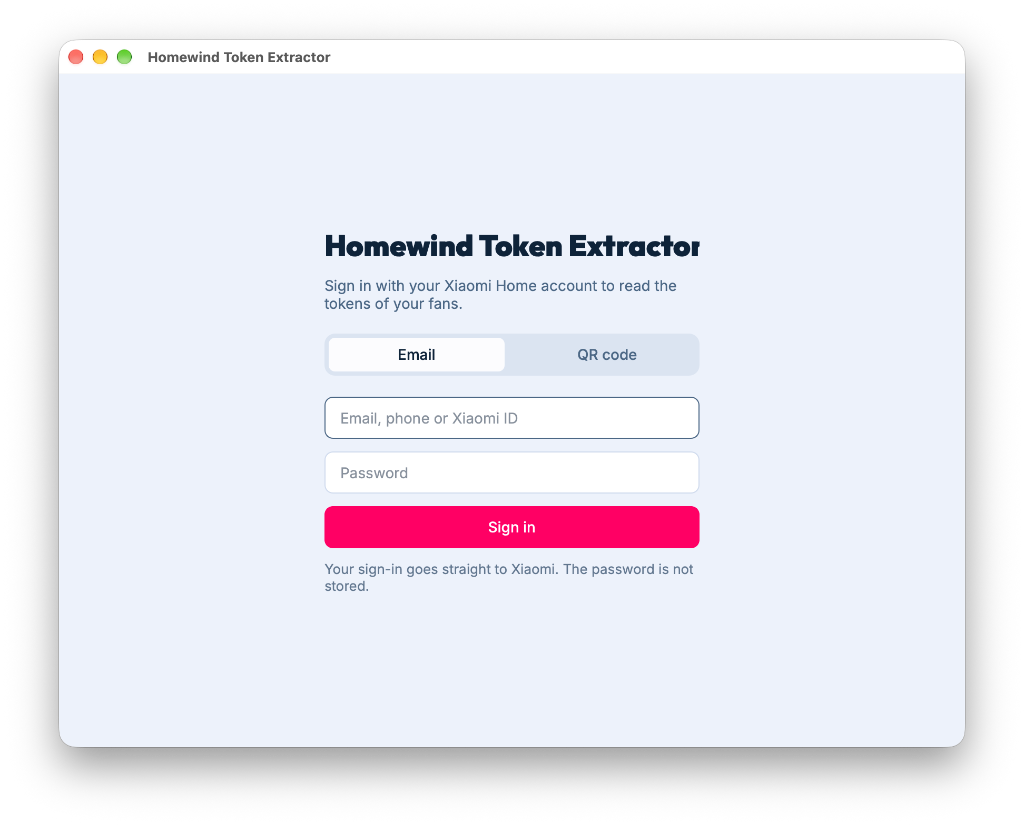 Homewind Token Extractor
Homewind Token Extractor
Sign in with your Xiaomi Home account to read the
tokens of your fans.
Email
QR code
Email, phone or Xiaomi ID
Password
Sign in
Your sign-in goes straight to Xiaomi. The password is not
stored.